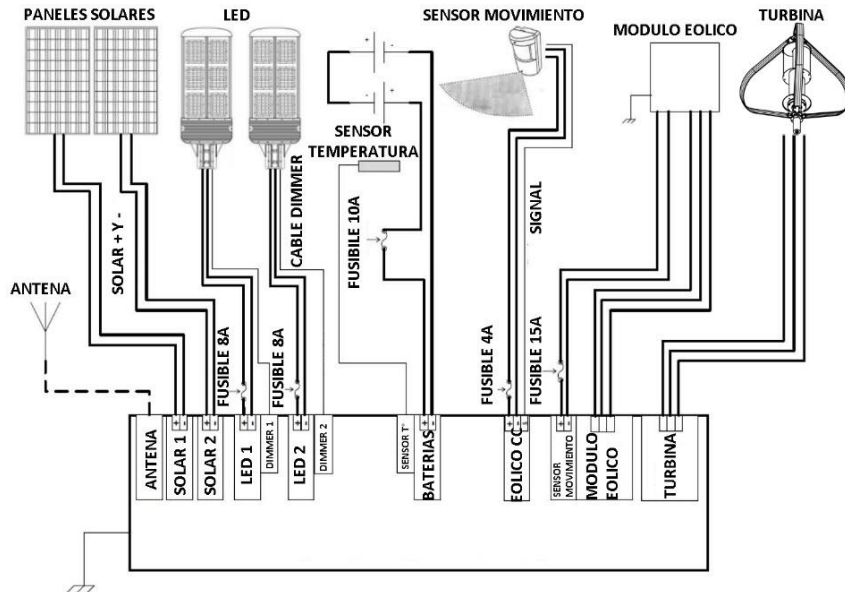 PANELES SOLARES
LED
SENSOR MOVIMIENTO
MODULO EOLICO
TURBINA
SENSOR
TEMPERATURA
ANTENA
SOLAR + Y -
CABLE DIMMER
FUSIBILE 10A
SIGNAL
FUSIBLE 8A
FUSIBLE 8A
FUSIBLE 4A
FUSIBLE 15A
- +
- +
+ -
+ -
+ -
+ -
+ -
+ -
+ - s
+ -
ANTENA
SOLAR 1
SOLAR 2
LED 1
DIMMER 1
LED 2
DIMMER 2
SENSOR T°
BATERIAS
EOLICO CC
SENSOR
MOVIMIENTO
MODULO
EOLICO
TURBINA